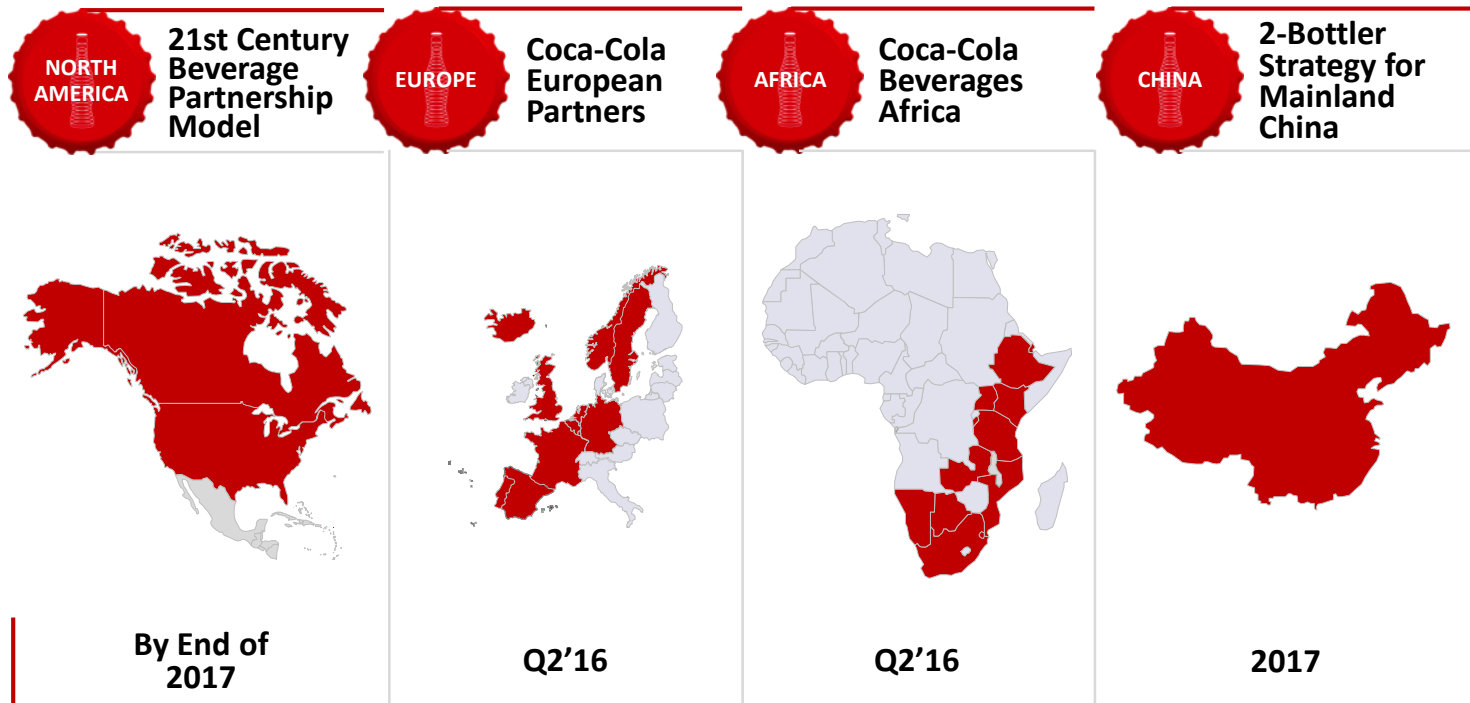 NORTH
AMERICA
21st Century
Beverage
Partnership
Model
EUROPE
Coca-Cola
European
Partners
AFRICA
Coca-Cola
Beverages
Africa
CHINA
2-Bottler
Strategy for
Mainland
China
By End of
2017
Q2’16
Q2’16
2017